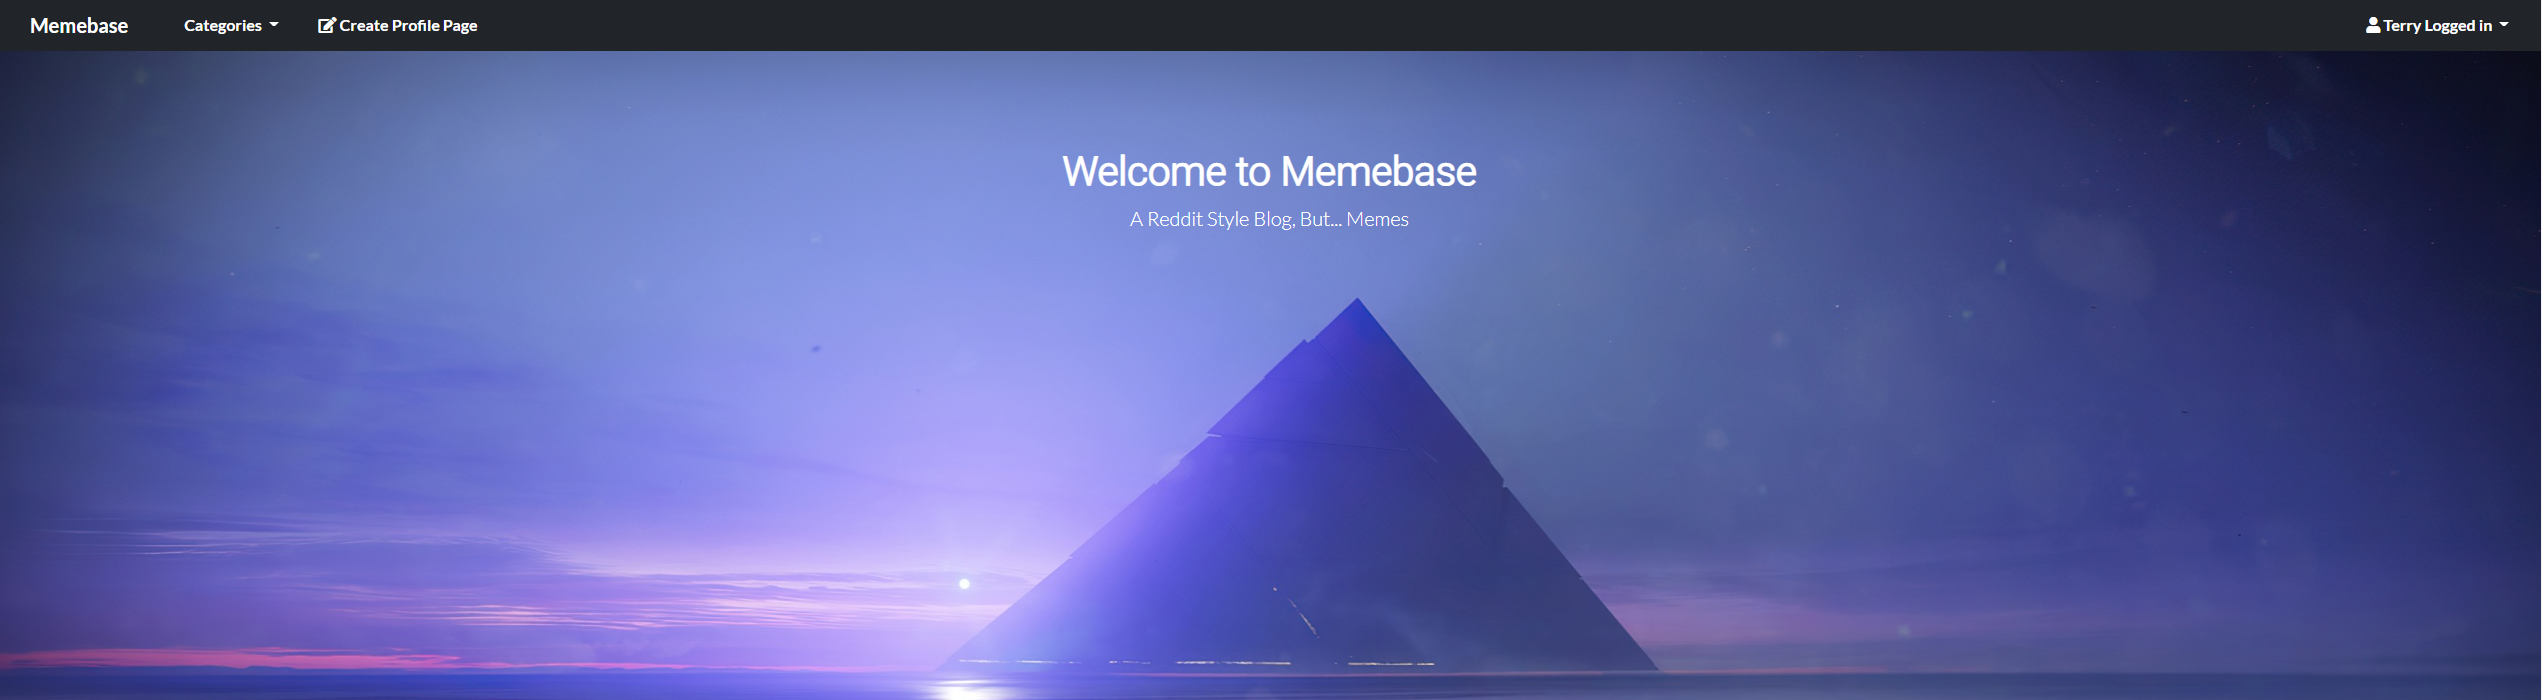 Memebase
Categories
Create Profile Page
Terry Logged in
Welcome to Memebase
A Reddit Style Blog, But... Memes